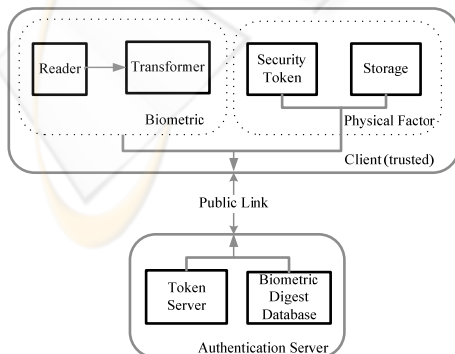 Reader
Transformer
Security
Token
Storage
Biometric
Physical Factor
Client (trusted)
Public Link
Token
Server
Biometric
Digest
Database
Authentication Server